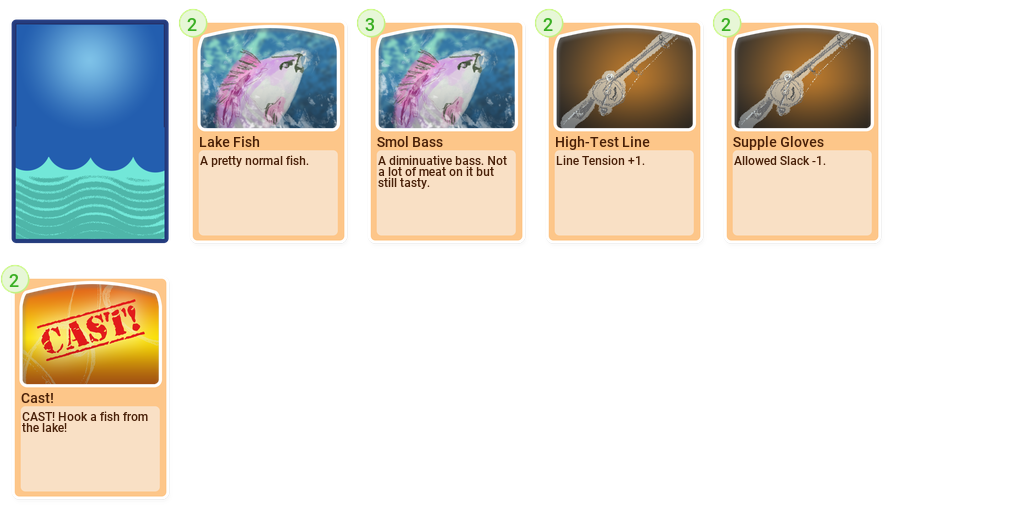 2
Lake Fish
A pretty normal fish.
3
Smol Bass
A diminuative bass. Not
a lot of meat on it but
still tasty.
2
High-Test Line
Line Tension +1.
2
Supple Gloves
Allowed Slack -1.
2
CAST!
Cast!
CAST! Hook a fish from
the lake!